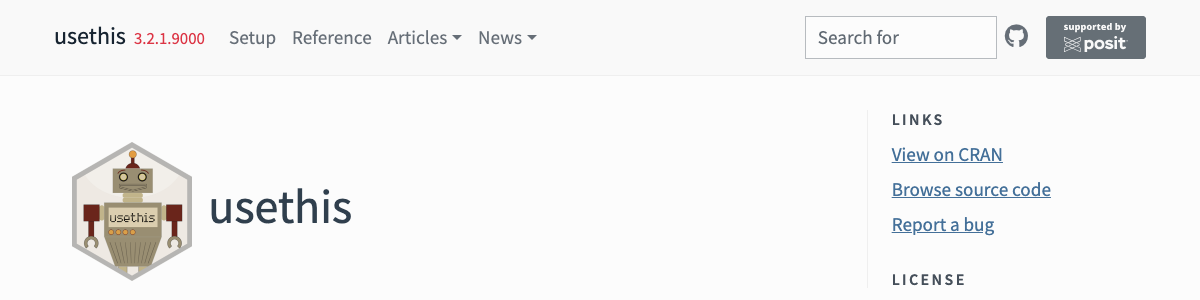 usethis 3.2.1.9000 Setup Reference Articles News Search for supported by
posit
LINKS
View on CRAN
Browse source code
Report a bug
LICENSE
usethis
usethis